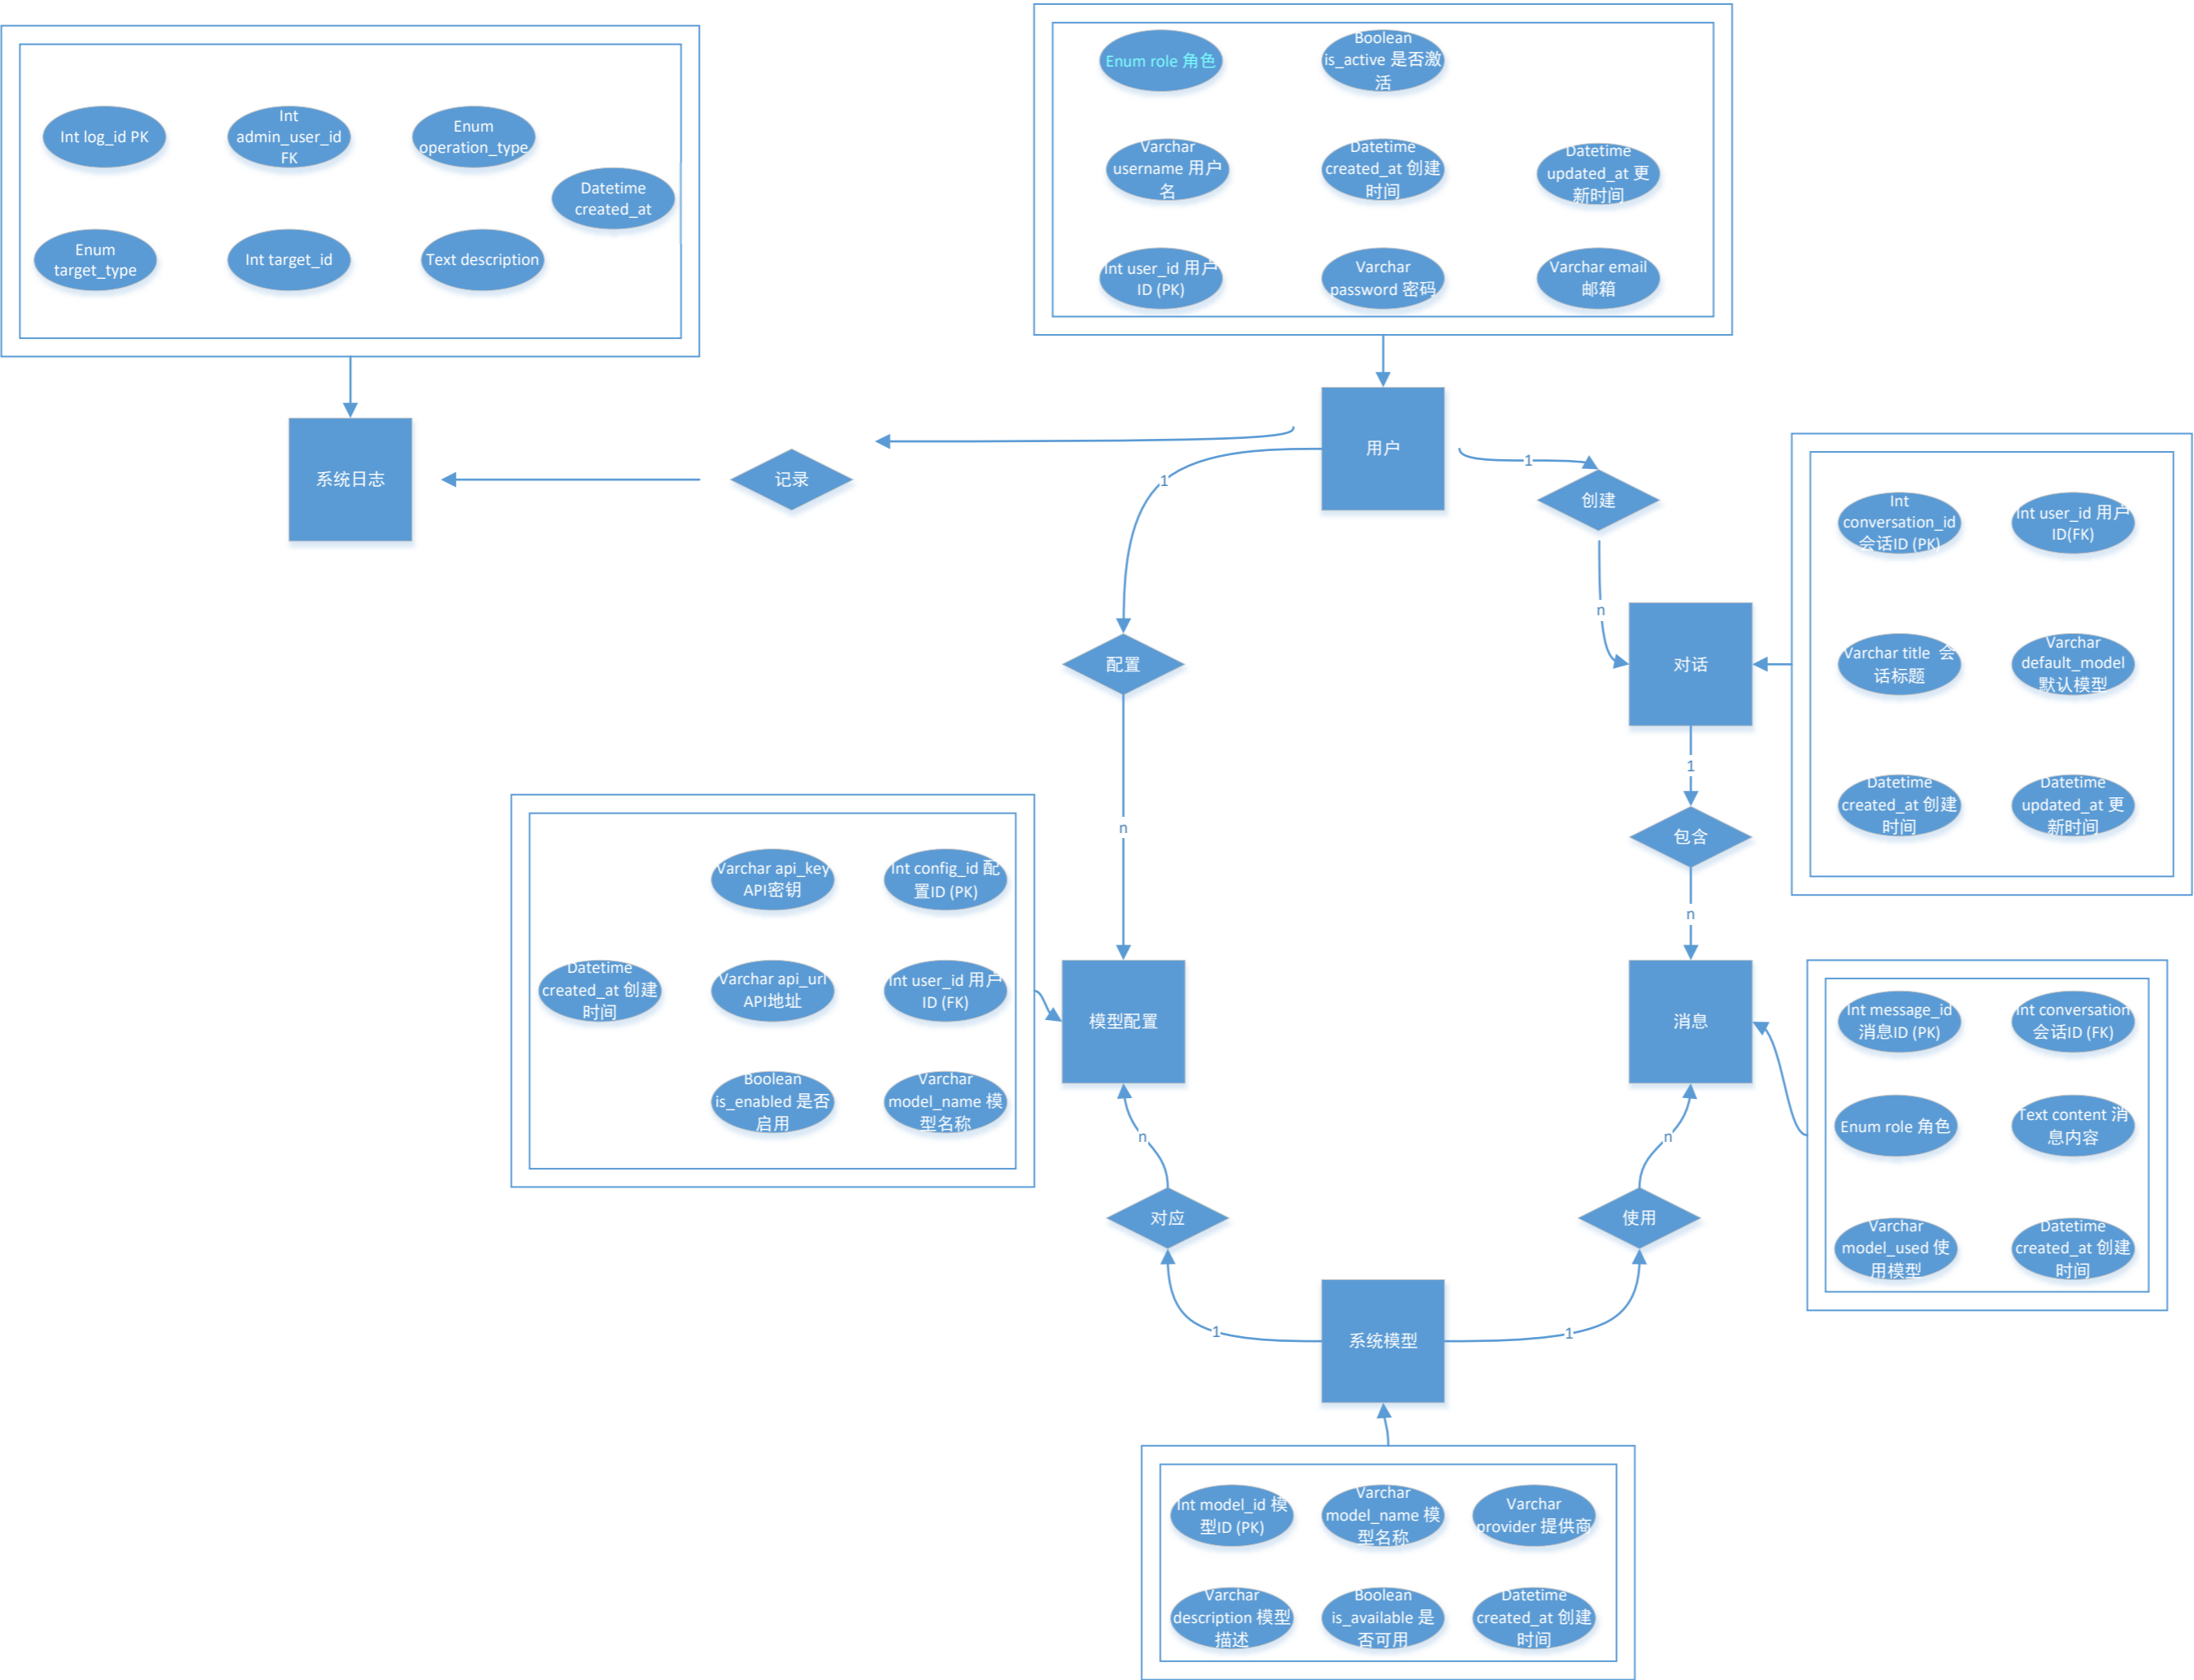 Int log_id PK
Int
admin_user_id
FK
Enum
operation_type
Datetime
created_at
Enum
target_type
Int target_id
Text description
Enum role 角色
Boolean
is_active 是否激
活
Varchar
username 用户
名
Datetime
created_at 创建
时间
Datetime
updated_at 更
新时间
Int user_id 用户
ID (PK)
Varchar
password 密码
Varchar email
邮箱
系统日志
记录
用户
1
1
创建
n
配置
n
对话
Int
conversation_id
会话ID (PK)
Int user_id 用户
ID(FK)
Varchar title 会
话标题
Varchar
default_model
默认模型
Datetime
created_at 创建
时间
Datetime
updated_at 更
新时间
1
包含
n
Varchar api_key
API密钥
Int config_id 配
置ID (PK)
Datetime
created_at 创建
时间
Varchar api_url
API地址
Int user_id 用户
ID (FK)
Boolean
is_enabled 是否
启用
Varchar
model_name 模
型名称
模型配置
消息
Int message_id
消息ID (PK)
Int conversation
会话ID (FK)
Enum role 角色
Text content 消
息内容
Varchar
model_used 使
用模型
Datetime
created_at 创建
时间
n
n
对应
使用
1
系统模型
1
Int model_id 模
型ID (PK)
Varchar
model_name 模
型名称
Varchar
provider 提供商
Varchar
description 模型
描述
Boolean
is_available 是
否可用
Datetime
created_at 创建
时间